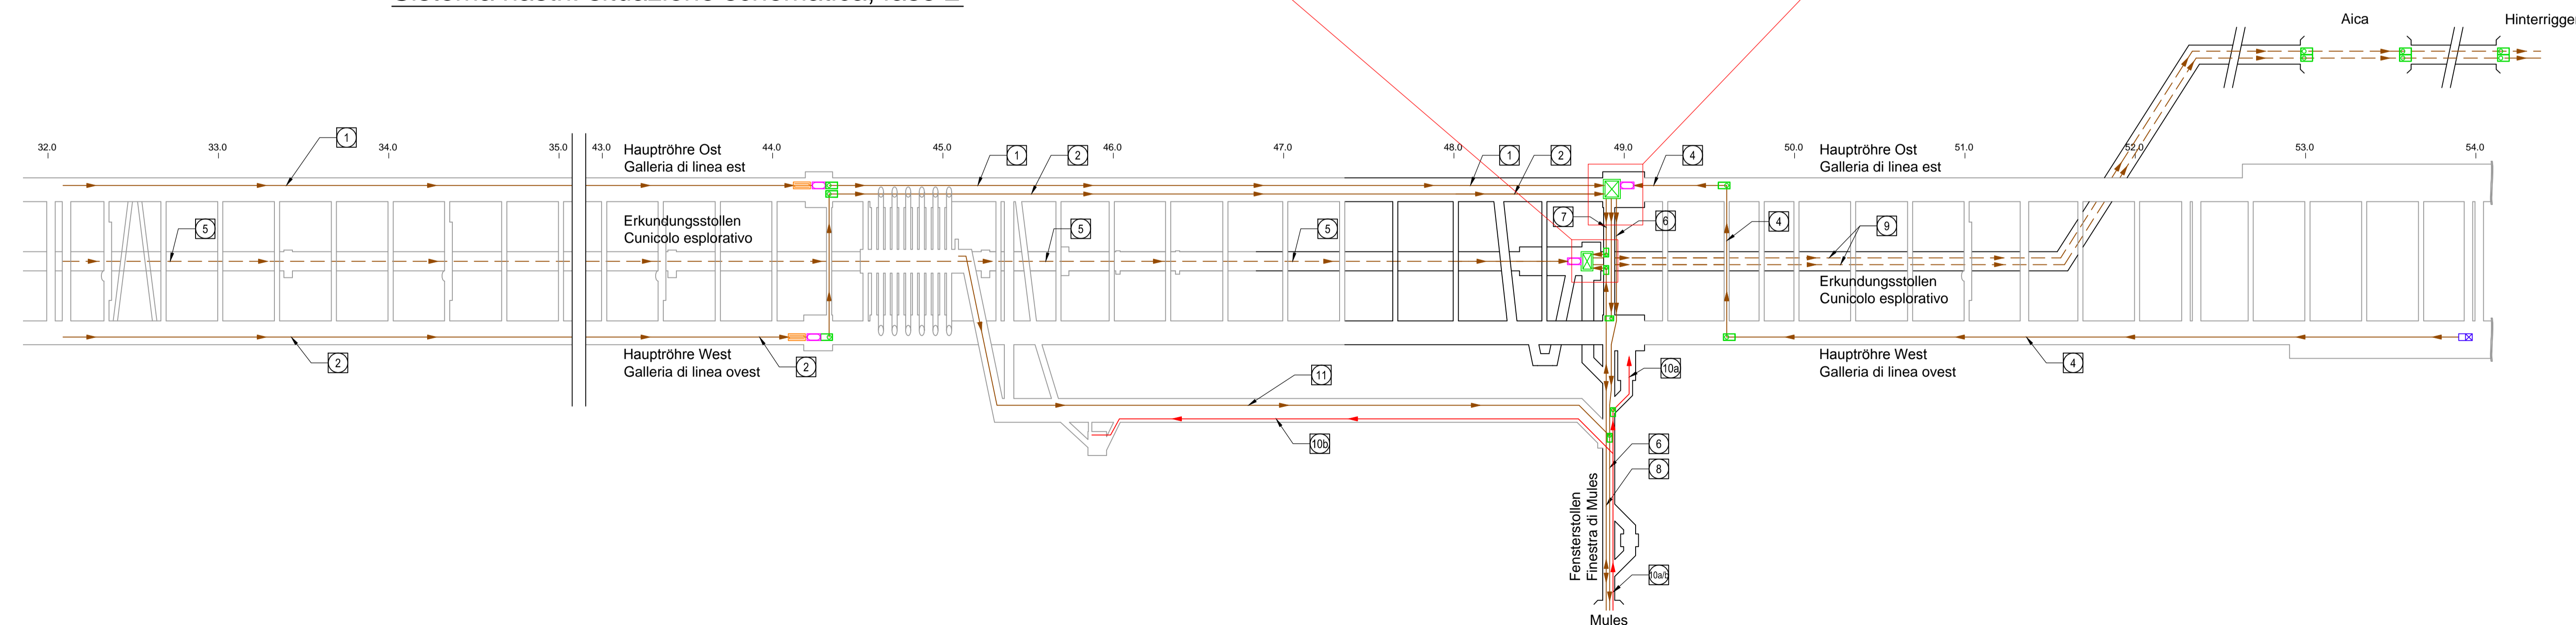 Aica
Hinterrigger
32.0
33.0
34.0
35.0
43.0
44.0
45.0
46.0
47.0
48.0
49.0
50.0
51.0
52.0
53.0
54.0
1
Hauptröhre Ost
Galleria di linea est
1
2
1
2
4
Hauptröhre Ost
Galleria di linea est
5
Erkundungsstollen
Cunicolo esplorativo
5
5
7
6
4
9
Erkundungsstollen
Cunicolo esplorativo
2
Hauptröhre West
Galleria di linea ovest
2
11
10a
Hauptröhre West
Galleria di linea ovest
4
10b
6
8
Fensterstollen
Finestra di Mules
10a/b
Mules